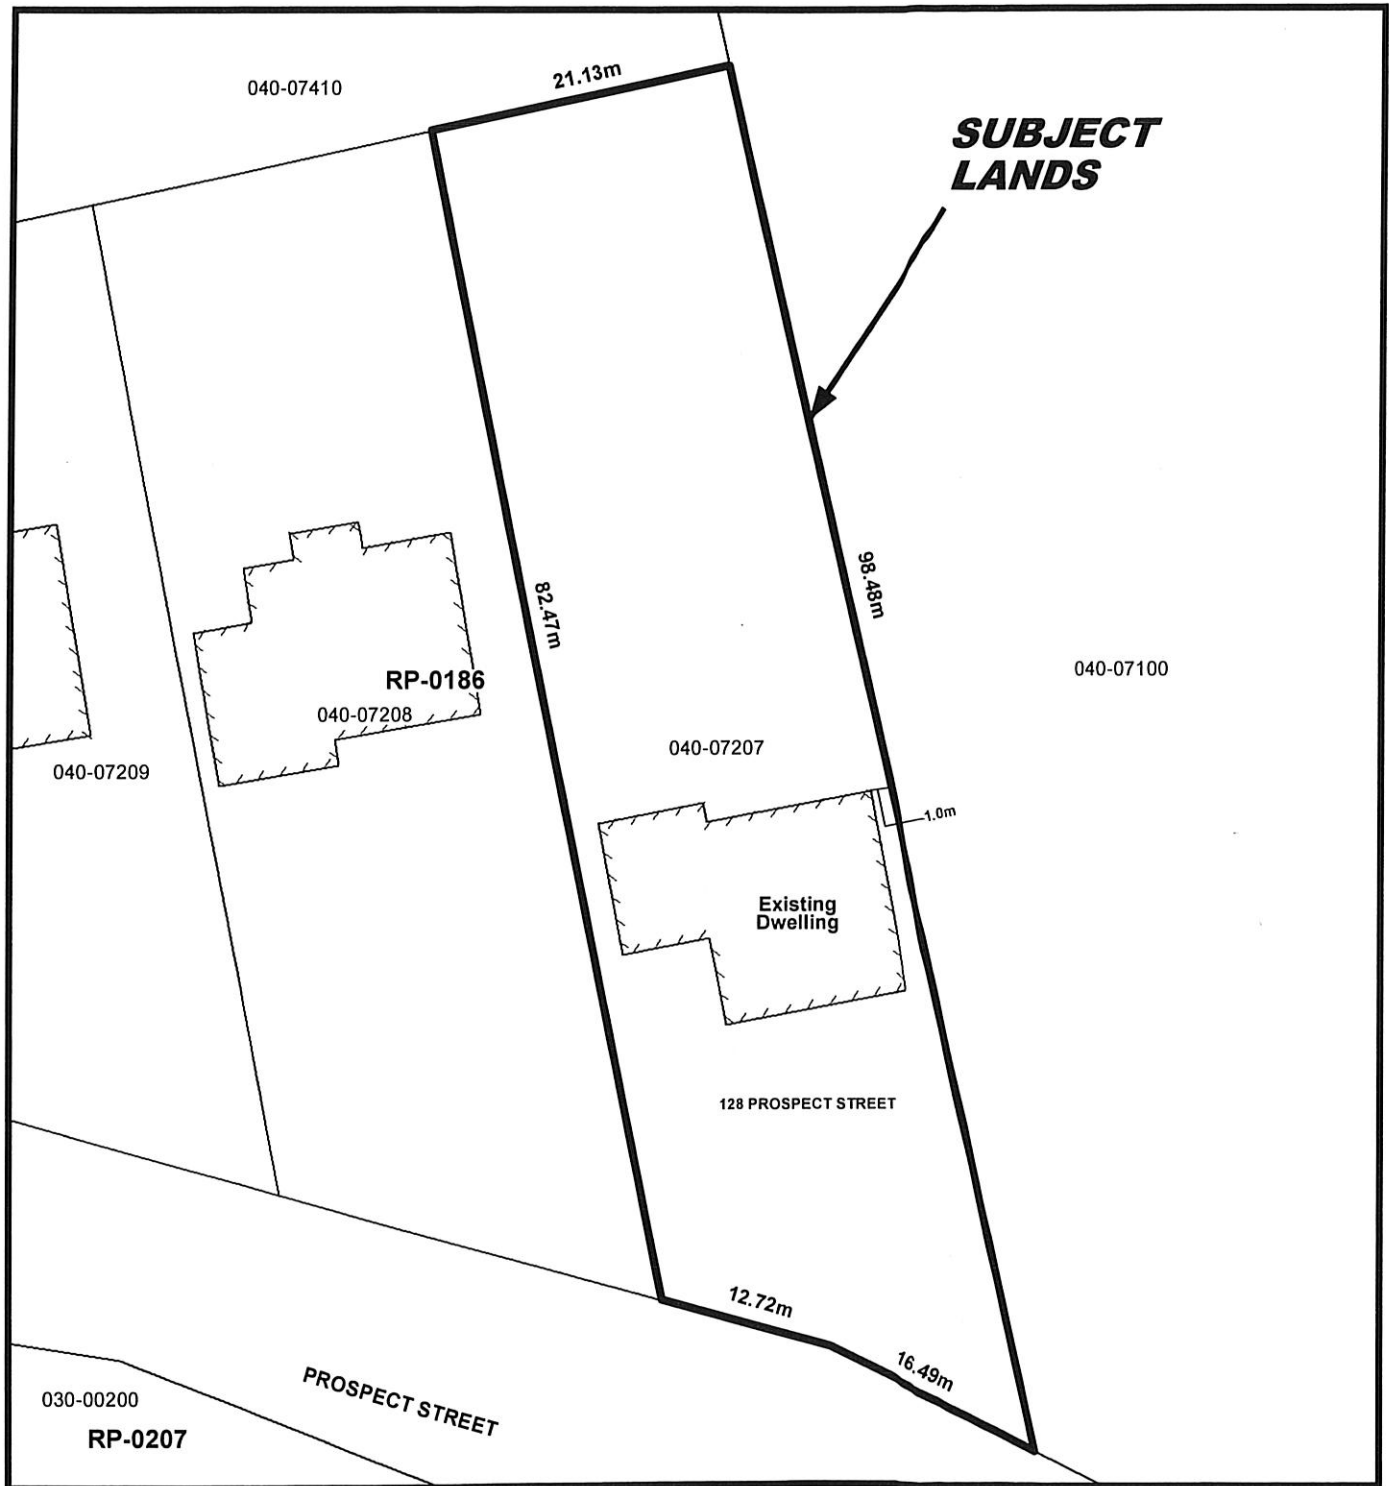 21.13m
040-07410
SUBJECT
LANDS
82.47m
98.48m
040-07100
RP-0186
040-07208
040-07207
040-07209
1.0m
Existing
Dwelling
128 PROSPECT STREET
12.72m
16.49m
PROSPECT STREET
030-00200
RP-0207